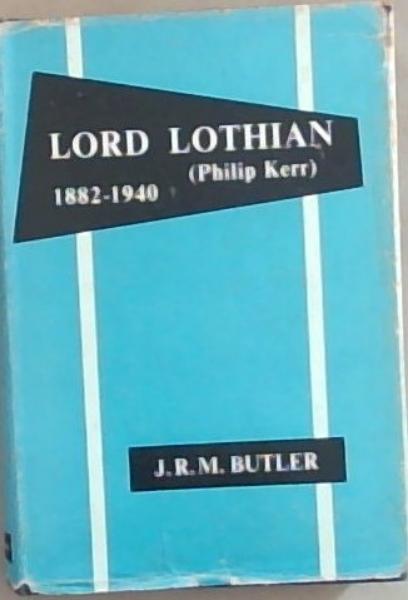 LORD LOTHIAN
(Philip Kerr)
1882-1940
J.R.M. BUTLER